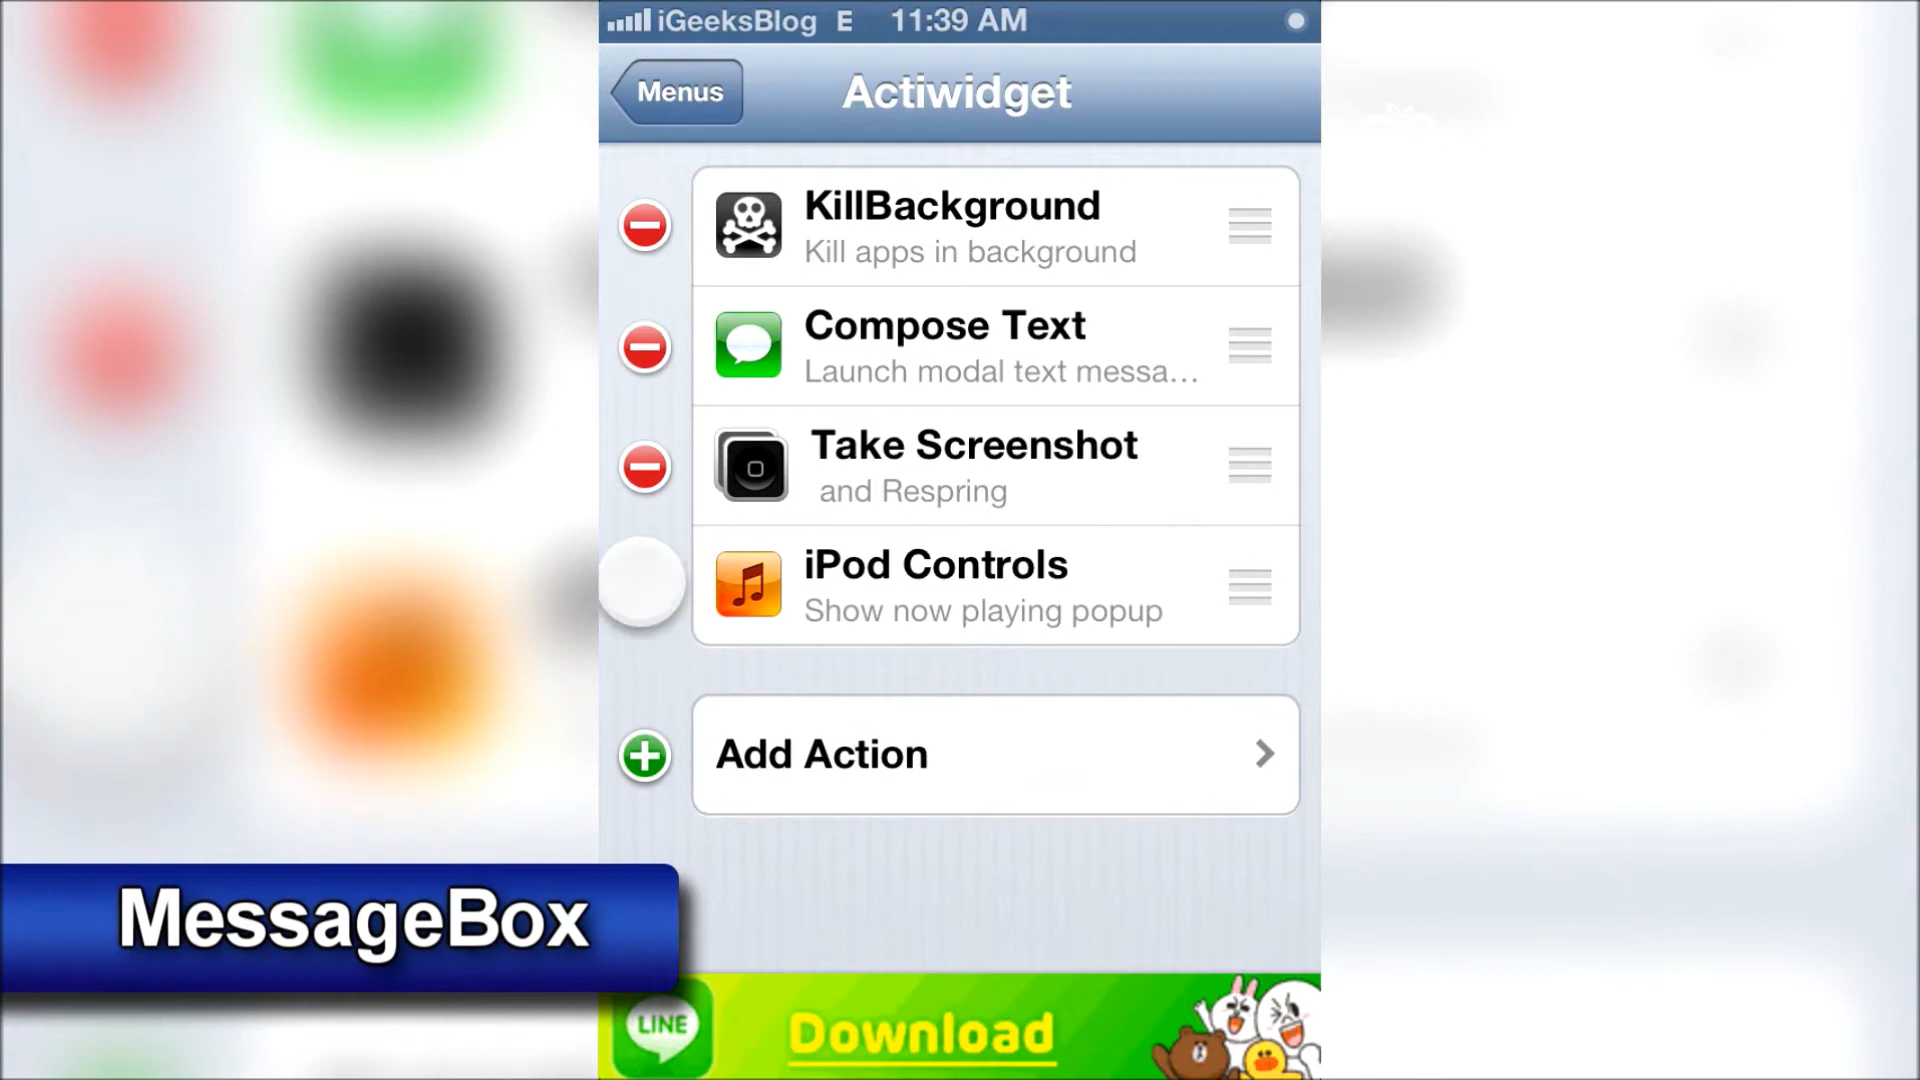 iGeeksBlog E 11:39 AM
Menus
Actiwidget
KillBackground
Kill apps in background
Compose Text
Launch modal text messa...
Take Screenshot
and Respring
iPod Controls
Show now playing popup
Add Action
MessageBox
LINE
Download